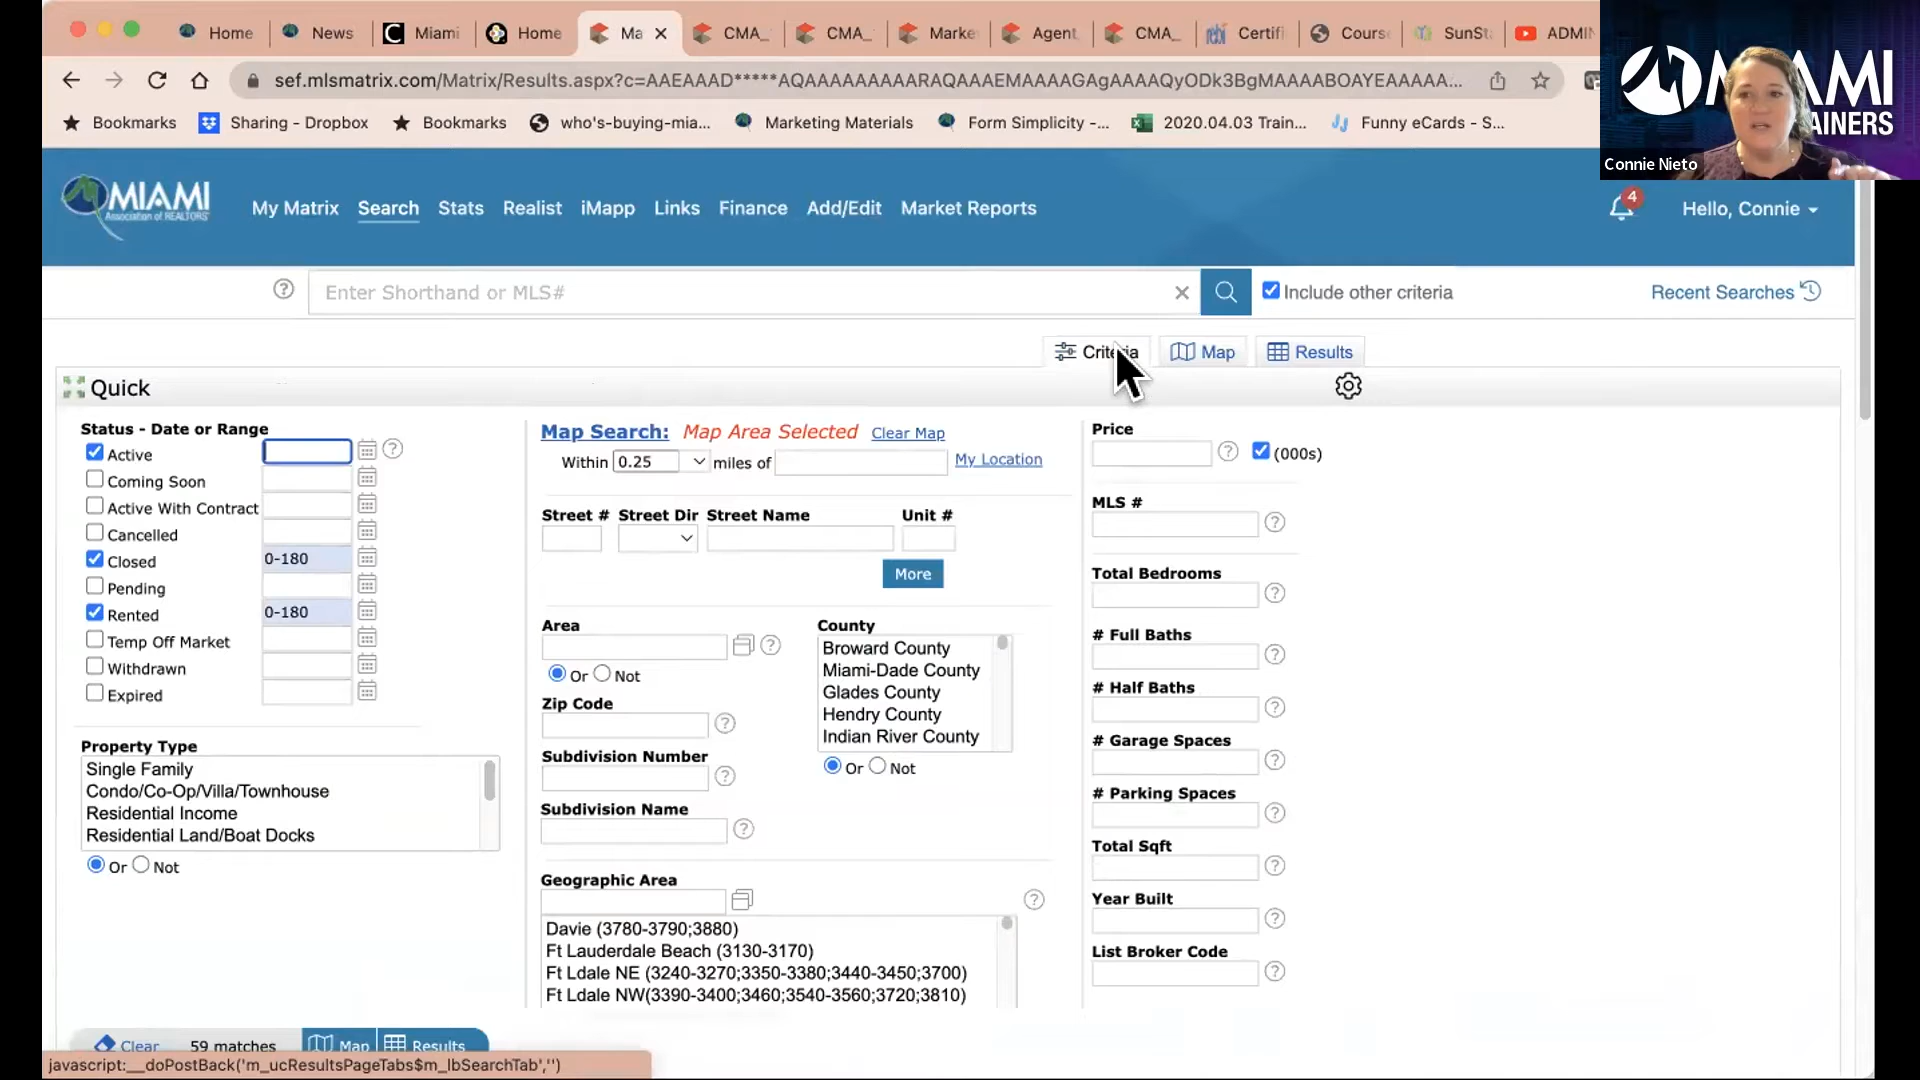 Home
News
Miami
Home
Ma
CMA_
CMA_
Marke
Agent
CMA_
Certifi
Cours
SunSt
ADMIN
sef.mlsmatrix.com/Matrix/Results.aspx?c=AAEAAAD*****AQAAAAAAAAARAQAAAEMAAAAGAgAAAAQyODk3BgMAAAABOAYEAAAAA...
Bookmarks
Sharing - Dropbox
Bookmarks
who's-buying-mia...
Marketing Materials
Form Simplicity -...
2020.04.03 Train...
Funny eCards - S...
Connie Nieto
MIAMI
Association of REALTORS®
My Matrix
Search
Stats
Realist
iMapp
Links
Finance
Add/Edit
Market Reports
4
Hello, Connie
Enter Shorthand or MLS#
Include other criteria
Recent Searches
Criteria
Map
Results
Quick
Status - Date or Range
Active
Coming Soon
Active With Contract
Cancelled
Closed 0-180
Pending
Rented 0-180
Temp Off Market
Withdrawn
Expired
Property Type
Single Family
Condo/Co-Op/Villa/Townhouse
Residential Income
Residential Land/Boat Docks
Or Not
Map Search: Map Area Selected Clear Map
Within 0.25 miles of My Location
Street # Street Dir Street Name Unit #
More
Area
Or Not
Zip Code
Subdivision Number
Subdivision Name
County
Broward County
Miami-Dade County
Glades County
Hendry County
Indian River County
Or Not
Geographic Area
Davie (3780-3790;3880)
Ft Lauderdale Beach (3130-3170)
Ft Ldale NE (3240-3270;3350-3380;3440-3450;3700)
Ft Ldale NW(3390-3400;3460;3540-3560;3720;3810)
Price
(000s)
MLS #
Total Bedrooms
# Full Baths
# Half Baths
# Garage Spaces
# Parking Spaces
Total Sqft
Year Built
List Broker Code
Clear 59 matches Map Results
javascript:__doPostBack('m_ucResultsPageTabs$m_lbSearchTab','')